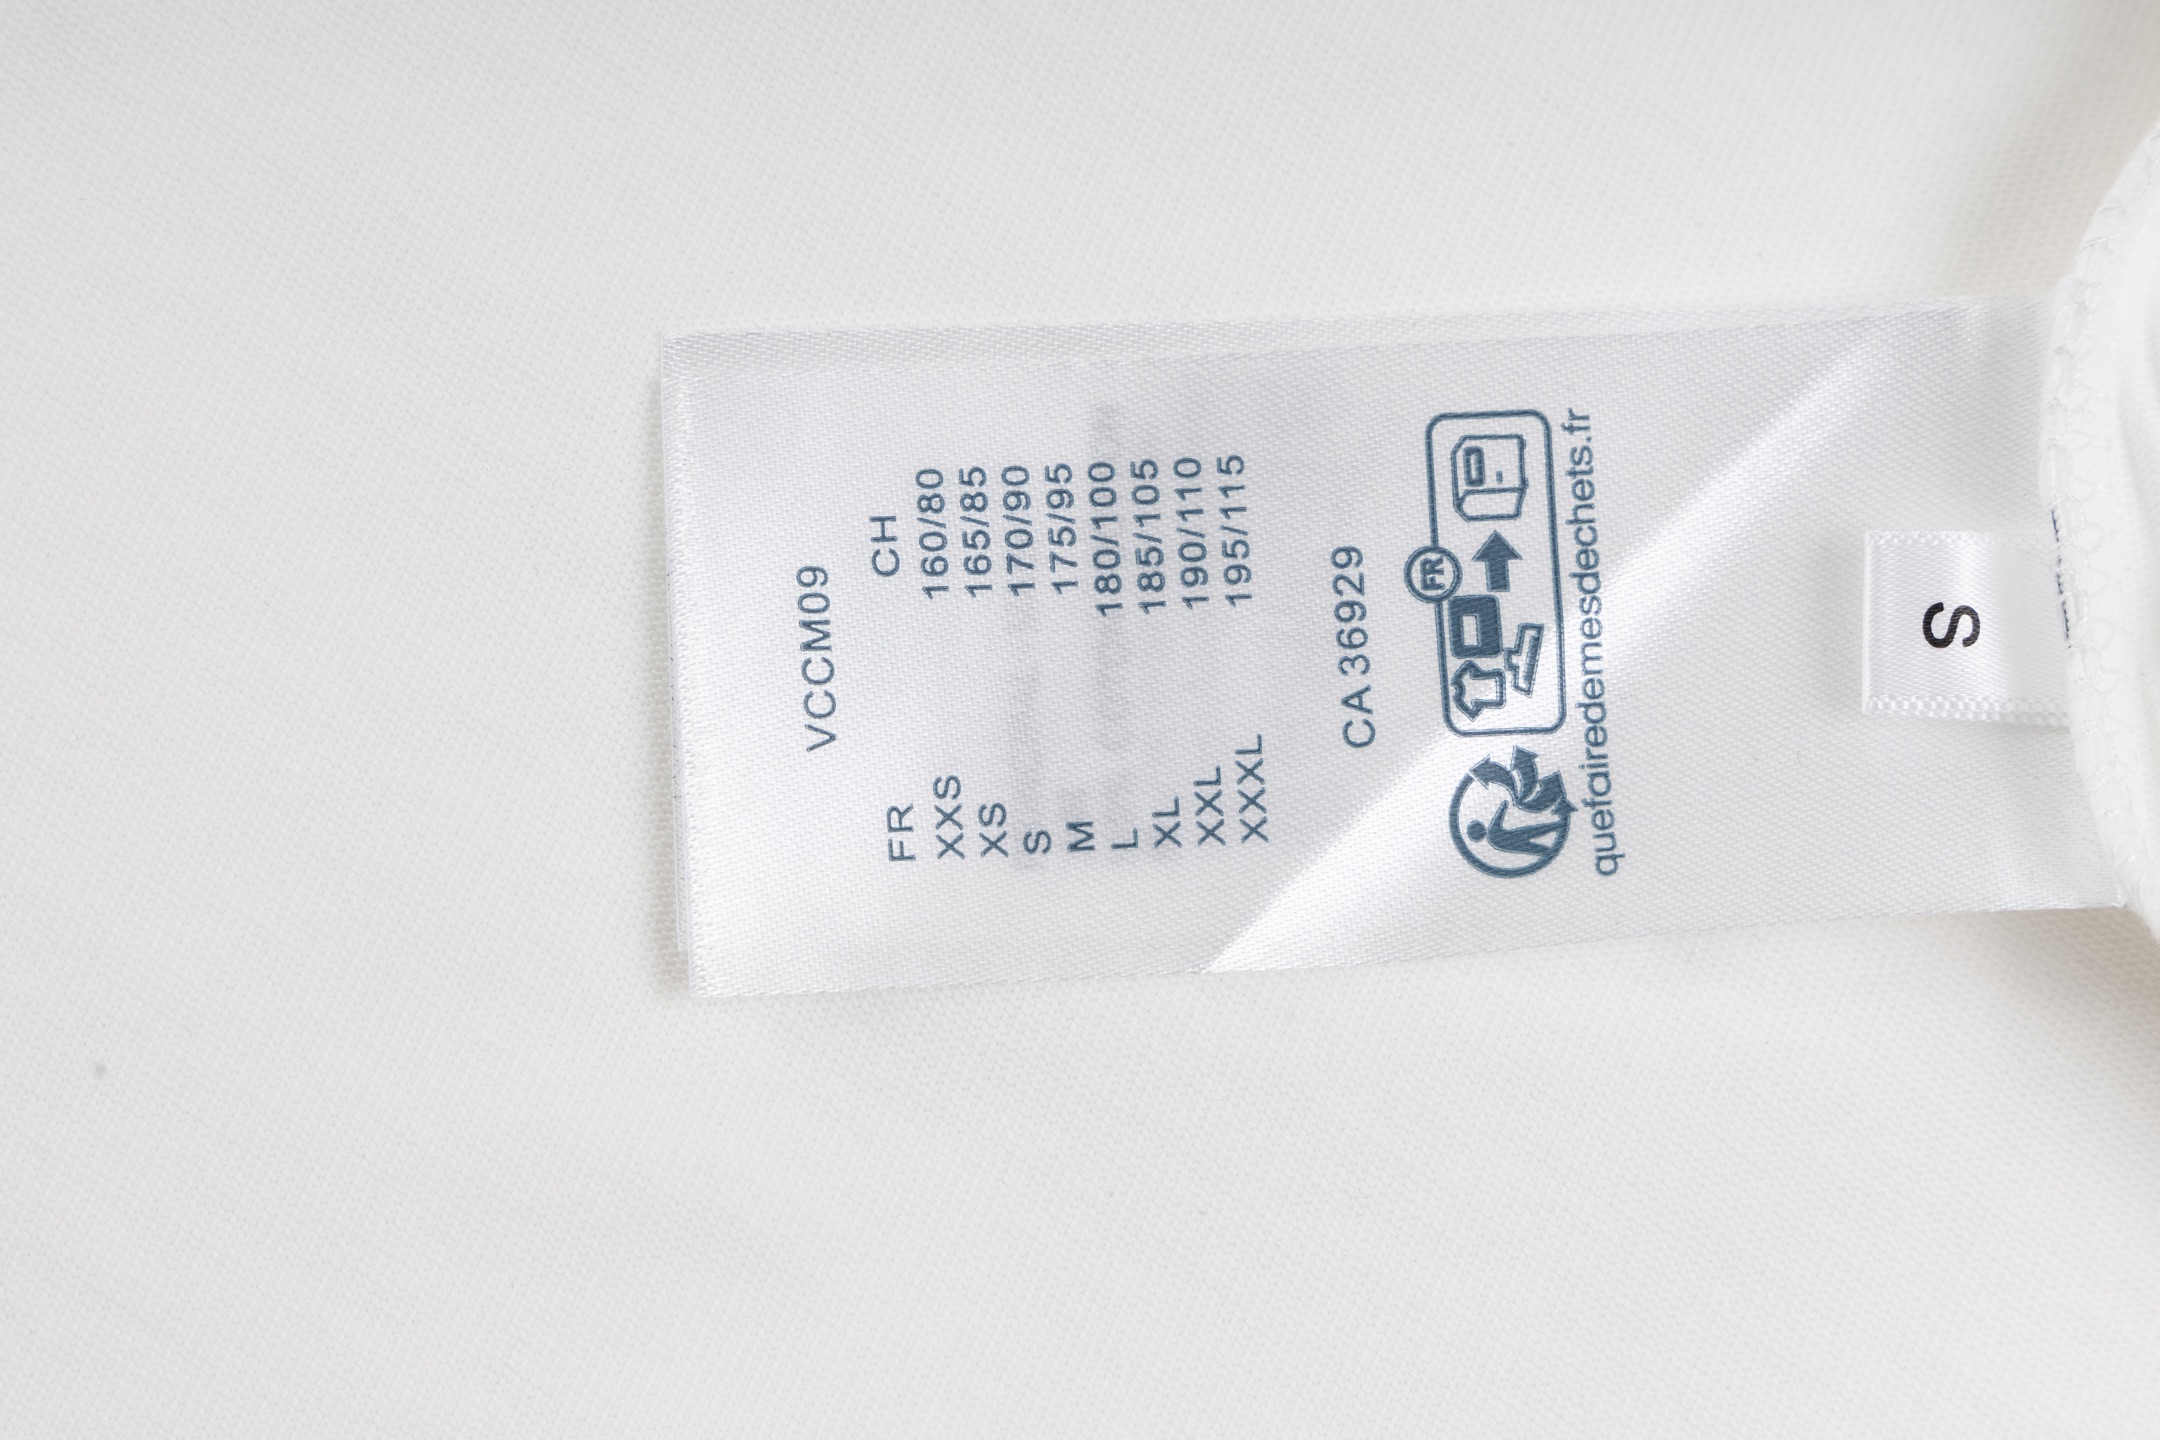 VCCM09
FR CH
XXS 160/80
XS 165/85
S 170/90
M 175/95
L 180/100
XL 185/105
XXL 190/110
XXXL 195/115
CA 36929
FR
quefairedemesdechets.fr
S